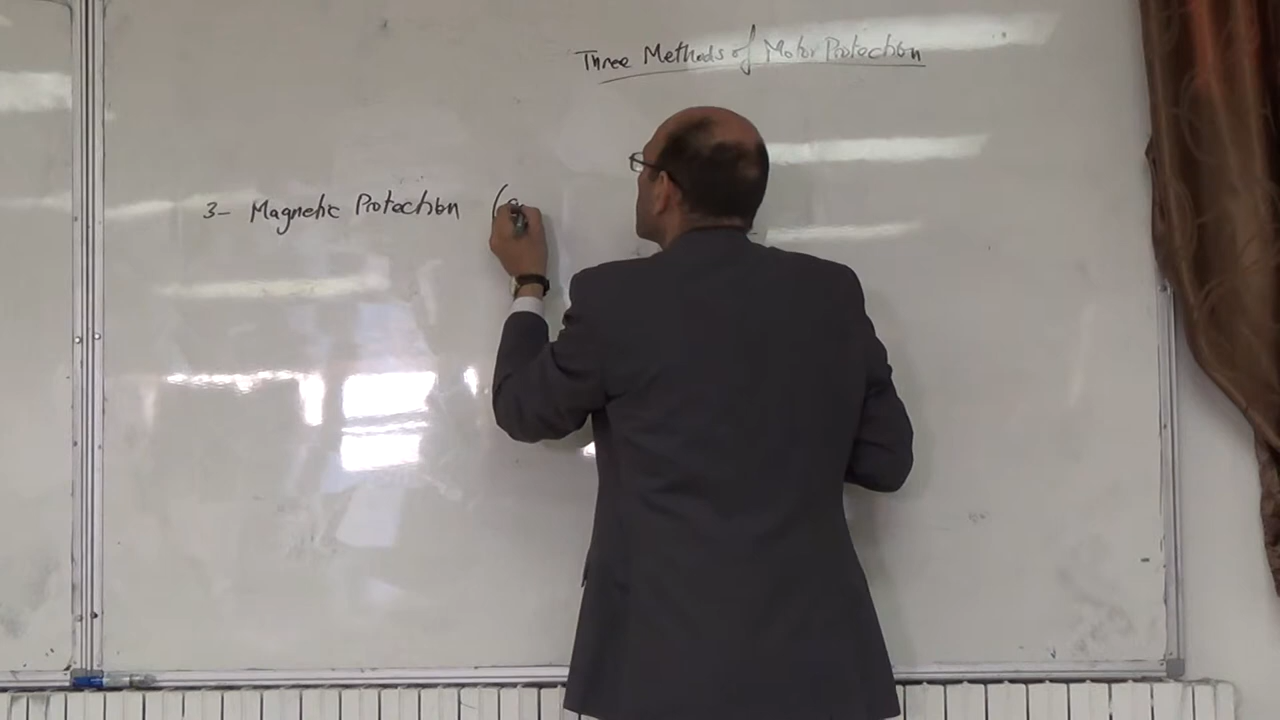 Three Methods of Motor Protection
3- Magnetic Protection (